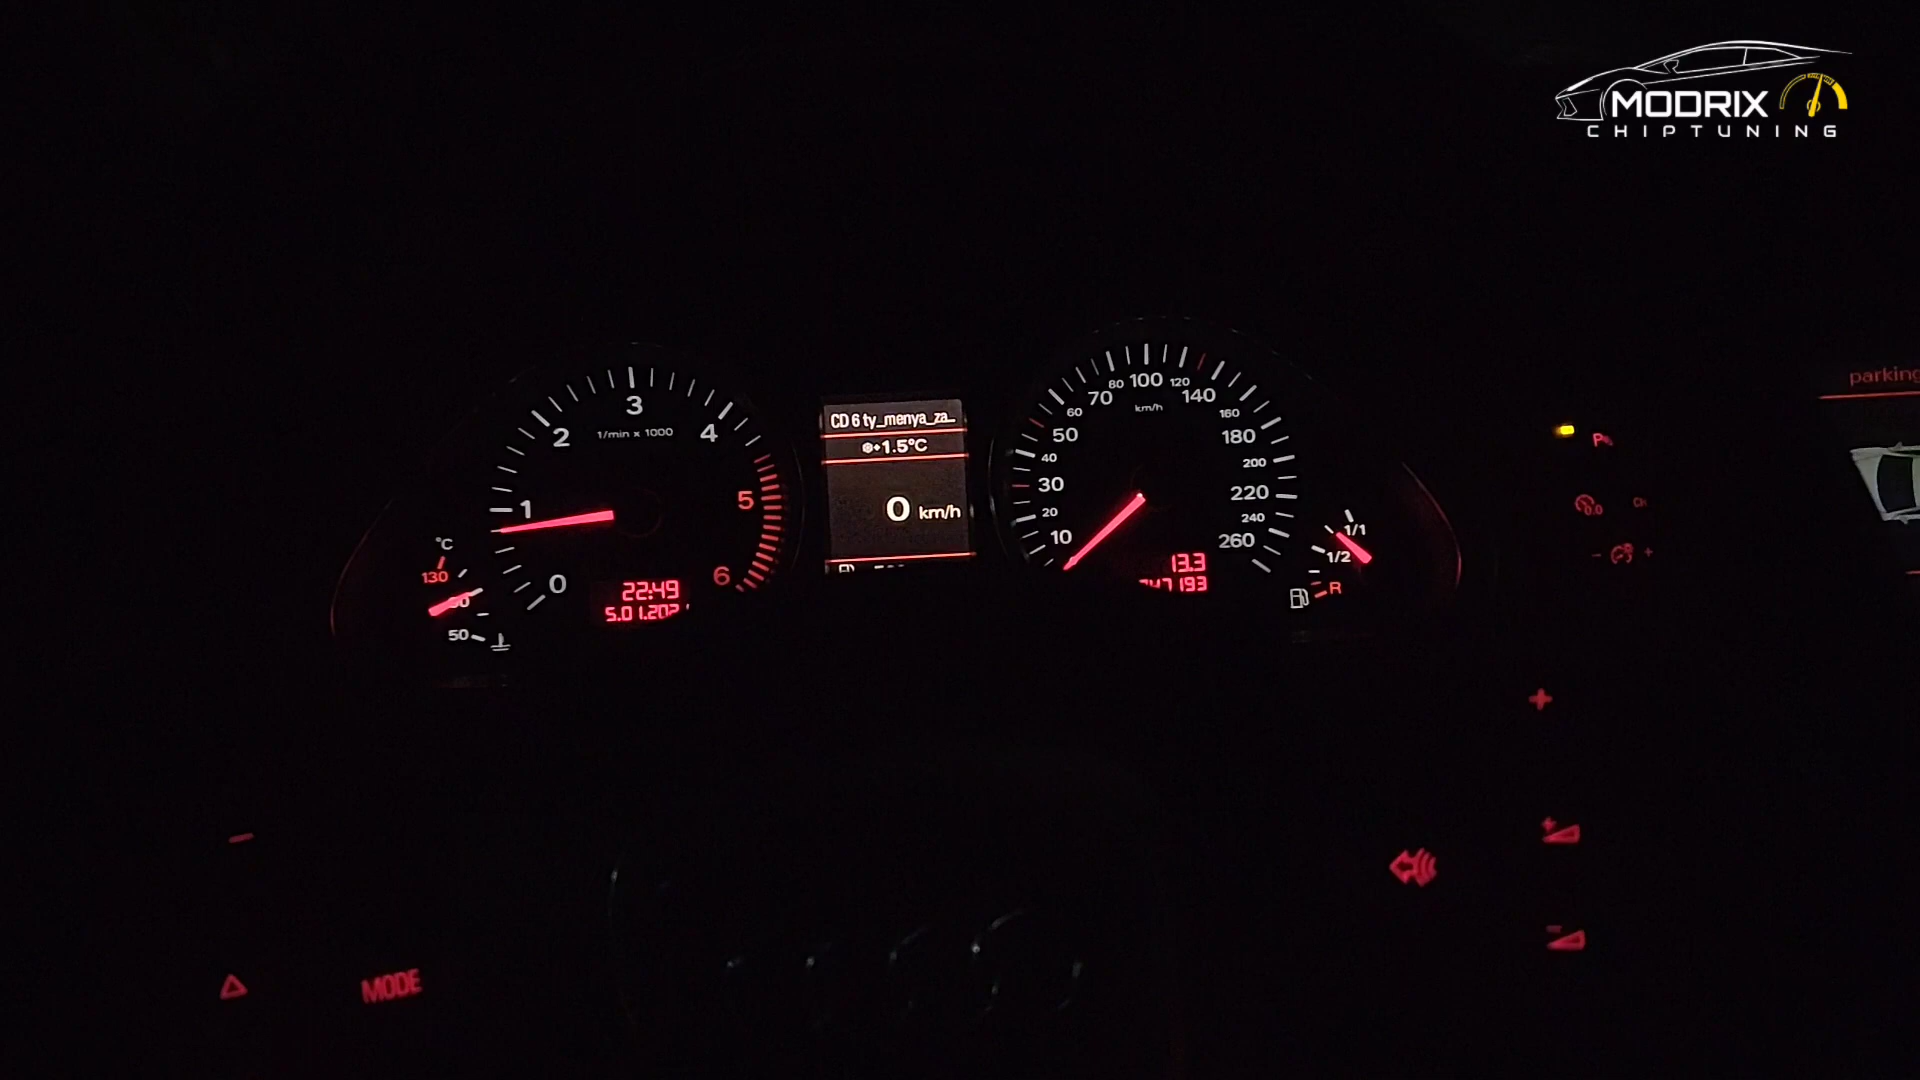 MODRIX
CHIPTUNING
1
2
3
4
5
6
0
1/min x 1000
°C
130
90
50
22:49
CD 6 ty_menya_za...
+1.5°C
0 km/h
10
20
30
40
50
60
70
80
100
120
140
160
180
200
220
240
260
km/h
13.3
1/1
1/2
R
parking
MODE